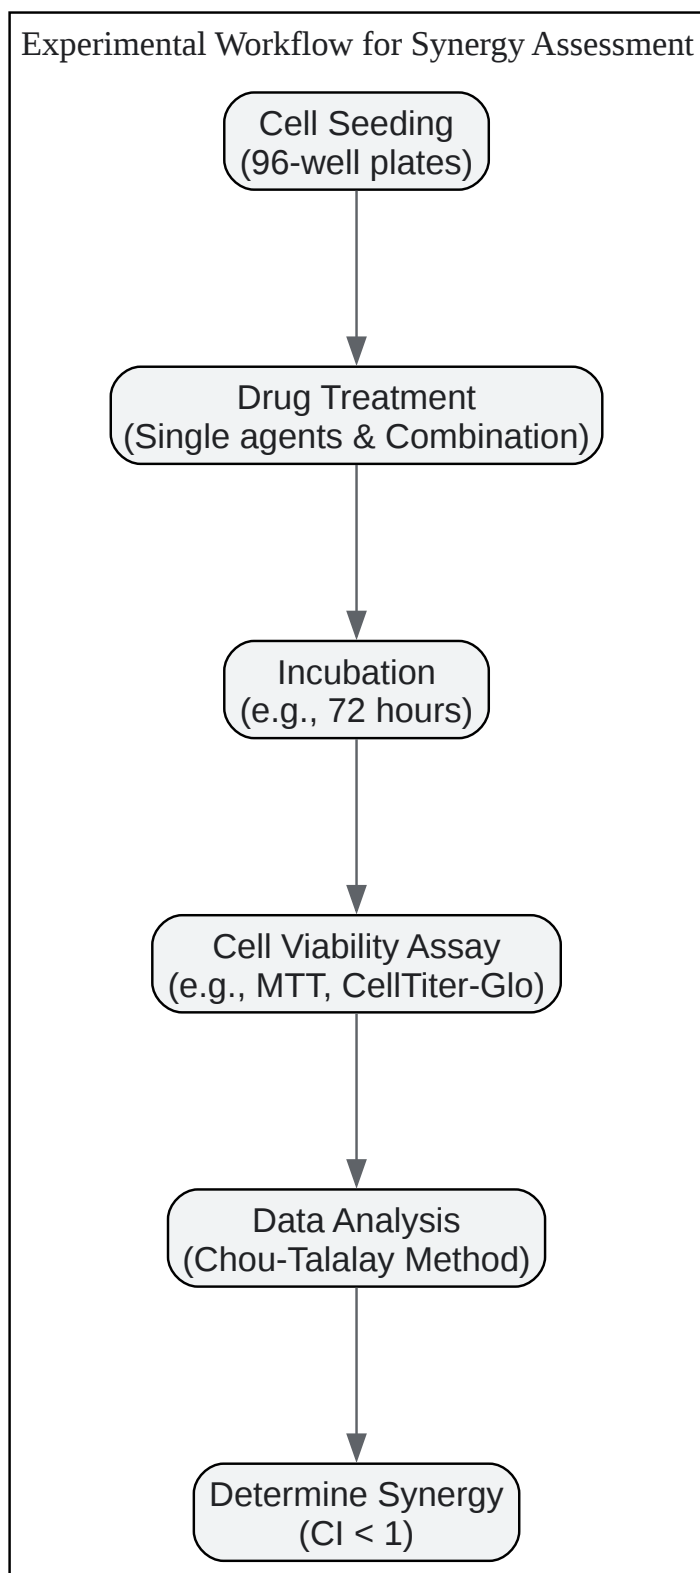 Experimental Workflow for Synergy Assessment
Cell Seeding
(96-well plates)
Drug Treatment
(Single agents & Combination)
Incubation
(e.g., 72 hours)
Cell Viability Assay
(e.g., MTT, CellTiter-Glo)
Data Analysis
(Chou-Talalay Method)
Determine Synergy
(CI < 1)